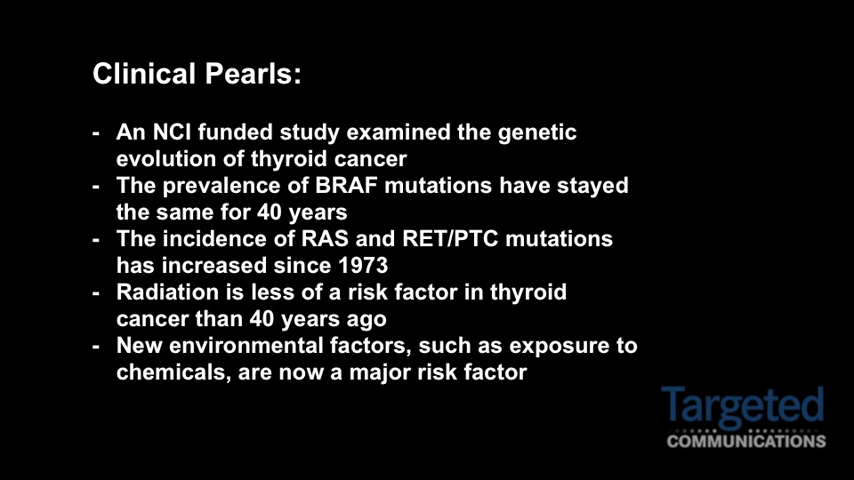 Clinical Pearls:
- An NCI funded study examined the genetic
evolution of thyroid cancer
- The prevalence of BRAF mutations have stayed
the same for 40 years
- The incidence of RAS and RET/PTC mutations
has increased since 1973
- Radiation is less of a risk factor in thyroid
cancer than 40 years ago
- New environmental factors, such as exposure to
chemicals, are now a major risk factor
Targeted
COMMUNICATIONS